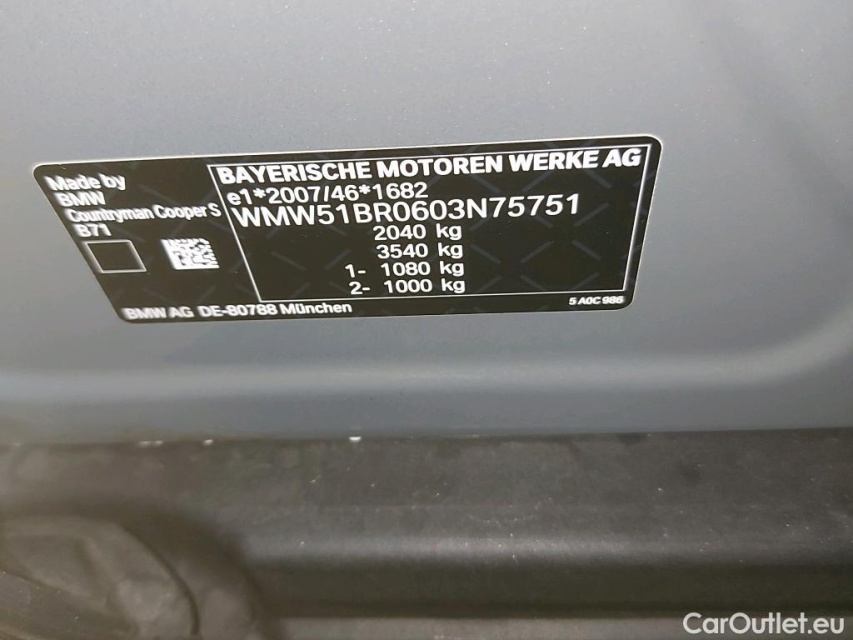 Made by
BMW
Countryman Cooper S
B71
BAYERISCHE MOTOREN WERKE AG
e1*2007/46*1682
WMW51BR0603N75751
2040 kg
3540 kg
1- 1080 kg
2- 1000 kg
BMW AG DE-80788 München
5 A0C 986
CarOutlet.eu